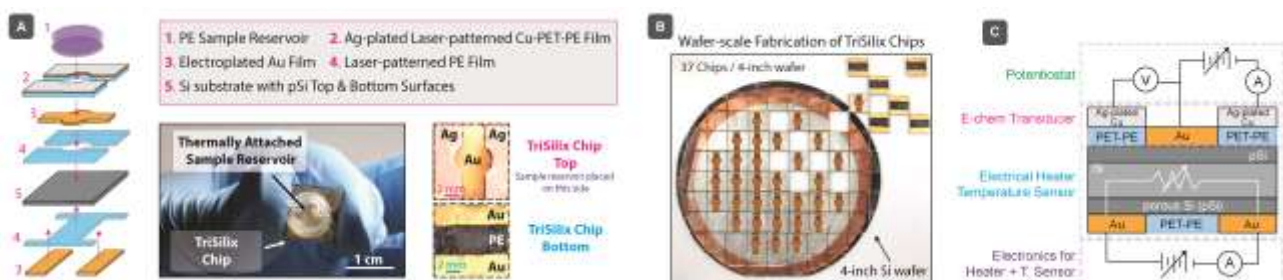 A
1
2
3
4
5
4
3
1. PE Sample Reservoir 2. Ag-plated Laser-patterned Cu-PET-PE Film
3. Electroplated Au Film 4. Laser-patterned PE Film
5. Si substrate with pSi Top & Bottom Surfaces
Thermally Attached
Sample Reservoir
TriSilix
Chip
1 cm
Ag Ag
Au
2 mm
TriSilix Chip
Top
Sample reservoir placed
on this side
Au
PE
2 mm
Au
TriSilix Chip
Bottom
B
Wafer-scale Fabrication of TriSilix Chips
37 Chips / 4-inch wafer
4-inch Si wafer
C
Potentiostat
V
A
E-chem Transducer
Ag-plated
Cu
Ag-plated
Cu
PET-PE
Au
PET-PE
pSi
Electrical Heater
Temperature Sensor
porous Si (pSi)
Au
PET-PE
Au
Electronics for
Heater + T. Sensor
A